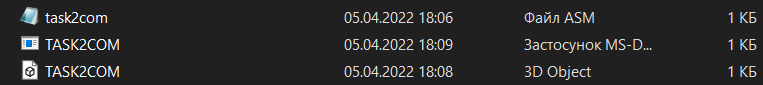 task2com 05.04.2022 18:06 Файл ASM 1 КБ
TASK2COM 05.04.2022 18:09 Застосунок MS-D... 1 КБ
TASK2COM 05.04.2022 18:08 3D Object 1 КБ